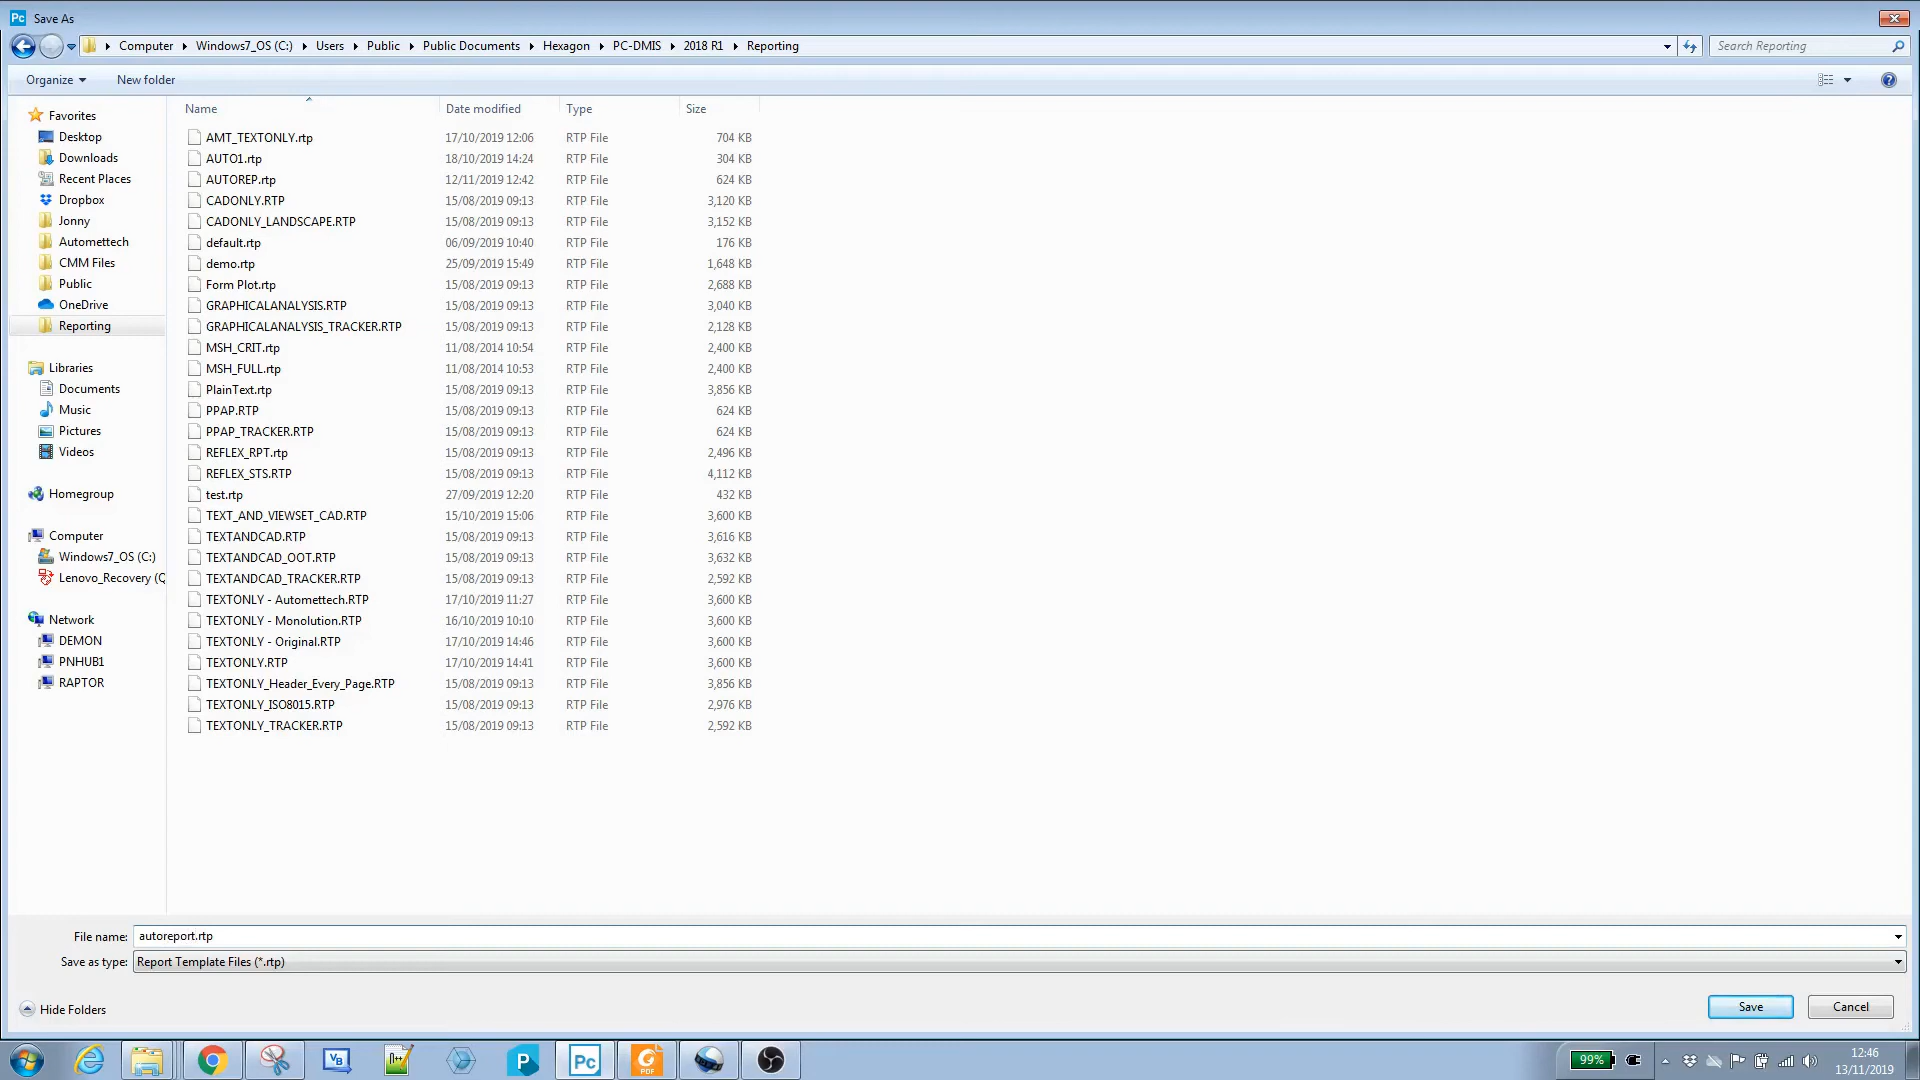 Pc Save As
Computer Windows7_OS (C:) Users Public Public Documents Hexagon PC-DMIS 2018 R1 Reporting Search Reporting
Organize New folder
Name Date modified Type Size
Favorites
Desktop
Downloads
Recent Places
Dropbox
Jonny
Automettech
CMM Files
Public
OneDrive
Reporting
Libraries
Documents
Music
Pictures
Videos
Homegroup
Computer
Windows7_OS (C:)
Lenovo_Recovery (Q
Network
DEMON
PNHUB1
RAPTOR
AMT_TEXTONLY.rtp 17/10/2019 12:06 RTP File 704 KB
AUTO1.rtp 18/10/2019 14:24 RTP File 304 KB
AUTOREP.rtp 12/11/2019 12:42 RTP File 624 KB
CADONLY.RTP 15/08/2019 09:13 RTP File 3,120 KB
CADONLY_LANDSCAPE.RTP 15/08/2019 09:13 RTP File 3,152 KB
default.rtp 06/09/2019 10:40 RTP File 176 KB
demo.rtp 25/09/2019 15:49 RTP File 1,648 KB
Form Plot.rtp 15/08/2019 09:13 RTP File 2,688 KB
GRAPHICALANALYSIS.RTP 15/08/2019 09:13 RTP File 3,040 KB
GRAPHICALANALYSIS_TRACKER.RTP 15/08/2019 09:13 RTP File 2,128 KB
MSH_CRIT.rtp 11/08/2014 10:54 RTP File 2,400 KB
MSH_FULL.rtp 11/08/2014 10:53 RTP File 2,400 KB
PlainText.rtp 15/08/2019 09:13 RTP File 3,856 KB
PPAP.RTP 15/08/2019 09:13 RTP File 624 KB
PPAP_TRACKER.RTP 15/08/2019 09:13 RTP File 624 KB
REFLEX_RPT.rtp 15/08/2019 09:13 RTP File 2,496 KB
REFLEX_STS.RTP 15/08/2019 09:13 RTP File 4,112 KB
test.rtp 27/09/2019 12:20 RTP File 432 KB
TEXT_AND_VIEWSET_CAD.RTP 15/10/2019 15:06 RTP File 3,600 KB
TEXTANDCAD.RTP 15/08/2019 09:13 RTP File 3,616 KB
TEXTANDCAD_OOT.RTP 15/08/2019 09:13 RTP File 3,632 KB
TEXTANDCAD_TRACKER.RTP 15/08/2019 09:13 RTP File 2,592 KB
TEXTONLY - Automettech.RTP 17/10/2019 11:27 RTP File 3,600 KB
TEXTONLY - Monolution.RTP 16/10/2019 10:10 RTP File 3,600 KB
TEXTONLY - Original.RTP 17/10/2019 14:46 RTP File 3,600 KB
TEXTONLY.RTP 17/10/2019 14:41 RTP File 3,600 KB
TEXTONLY_Header_Every_Page.RTP 15/08/2019 09:13 RTP File 3,856 KB
TEXTONLY_ISO8015.RTP 15/08/2019 09:13 RTP File 2,976 KB
TEXTONLY_TRACKER.RTP 15/08/2019 09:13 RTP File 2,592 KB
File name: autoreport.rtp
Save as type: Report Template Files (*.rtp)
Hide Folders Save Cancel
VB n++ P Pc PDF 99% 12:46
13/11/2019